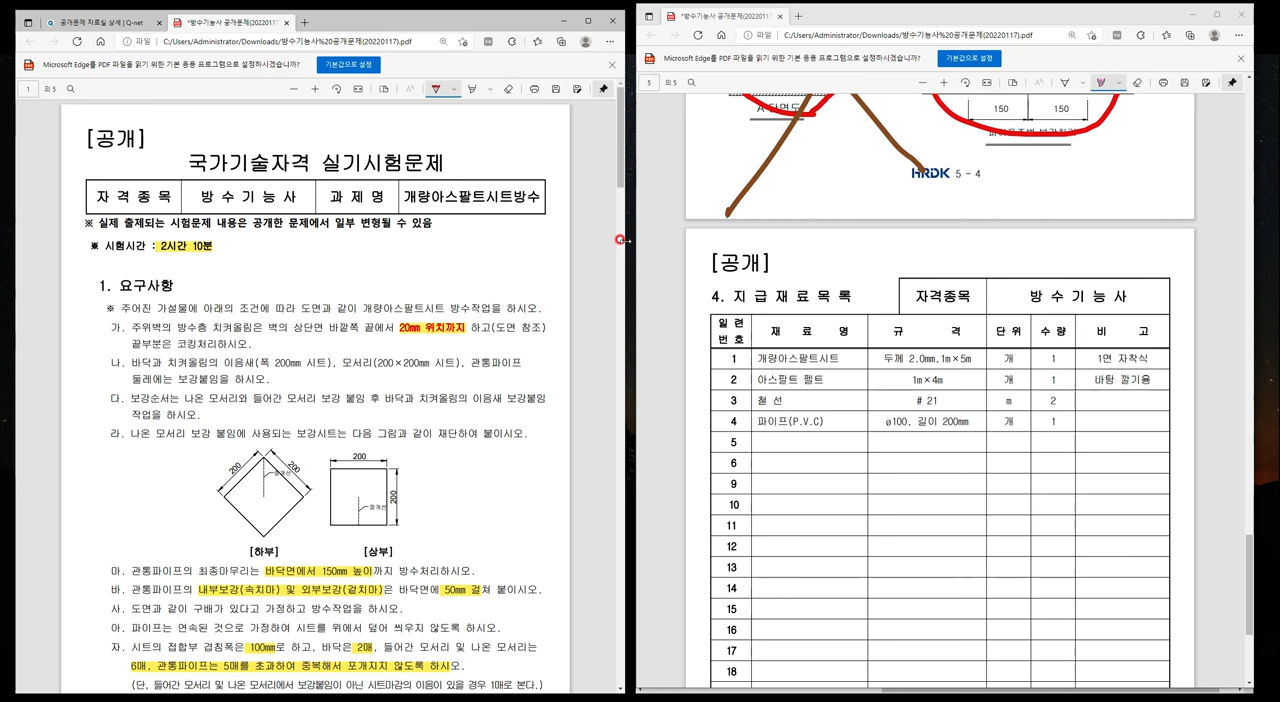 공개문제 자료실 상세 | Q-net
*방수기능사 공개문제(20220117).pdf
파일
C:/Users/Administrator/Downloads/방수기능사%20공개문제(20220117).pdf
Microsoft Edge를 PDF 파일을 읽기 위한 기본 응용 프로그램으로 설정하시겠습니까?
기본값으로 설정
1 의 5
[공개]
국가기술자격 실기시험문제
자 격 종 목 방 수 기 능 사 과 제 명 개량아스팔트시트방수
※ 실제 출제되는 시험문제 내용은 공개한 문제에서 일부 변형될 수 있음
※ 시험시간 : 2시간 10분
1. 요구사항
※ 주어진 가설물에 아래의 조건에 따라 도면과 같이 개량아스팔트시트 방수작업을 하시오.
가. 주위벽의 방수층 치켜올림은 벽의 상단면 바깥쪽 끝에서 20mm 위치까지 하고(도면 참조)
끝부분은 코킹처리하시오.
나. 바닥과 치켜올림의 이음새(폭 200mm 시트), 모서리(200×200mm 시트), 관통파이프
둘레에는 보강붙임을 하시오.
다. 보강순서는 나온 모서리와 들어간 모서리 보강 붙임 후 바닥과 치켜올림의 이음새 보강붙임
작업을 하시오.
라. 나온 모서리 보강 붙임에 사용되는 보강시트는 다음 그림과 같이 재단하여 붙이시오.
200
200
절개선
200
200
절개선
[하부]
[상부]
마. 관통파이프의 최종마무리는 바닥면에서 150mm 높이까지 방수처리하시오.
바. 관통파이프의 내부보강(속치마) 및 외부보강(겉치마)은 바닥면에 50mm 걸쳐 붙이시오.
사. 도면과 같이 구배가 있다고 가정하고 방수작업을 하시오.
아. 파이프는 연속된 것으로 가정하여 시트를 위에서 덮어 씌우지 않도록 하시오.
자. 시트의 접합부 겹침폭은 100mm로 하고, 바닥은 2매, 들어간 모서리 및 나온 모서리는
6매, 관통파이프는 5매를 초과하여 중복해서 포개지지 않도록 하시오.
(단, 들어간 모서리 및 나온 모서리에서 보강붙임이 아닌 시트마감의 이음이 있을 경우 1매로 본다.)
*방수기능사 공개문제(20220117).pdf
파일
C:/Users/Administrator/Downloads/방수기능사%20공개문제(20220117).pdf
Microsoft Edge를 PDF 파일을 읽기 위한 기본 응용 프로그램으로 설정하시겠습니까?
기본값으로 설정
5 의 5
A 단면도
150 150
HRDK 5 - 4
[공개]
4. 지 급 재 료 목 록 자격종목 방 수 기 능 사
일 련 번 호 재 료 명 규 격 단 위 수 량 비 고
1 개량아스팔트시트 두께 2.0mm,1m×5m 개 1 1면 자착식
2 아스팔트 펠트 1m×4m 개 1 바탕 깔기용
3 철 선 # 21 m 2
4 파이프(P.V.C) ø100, 길이 200mm 개 1
5
6
9
10
11
12
13
14
15
16
17
18